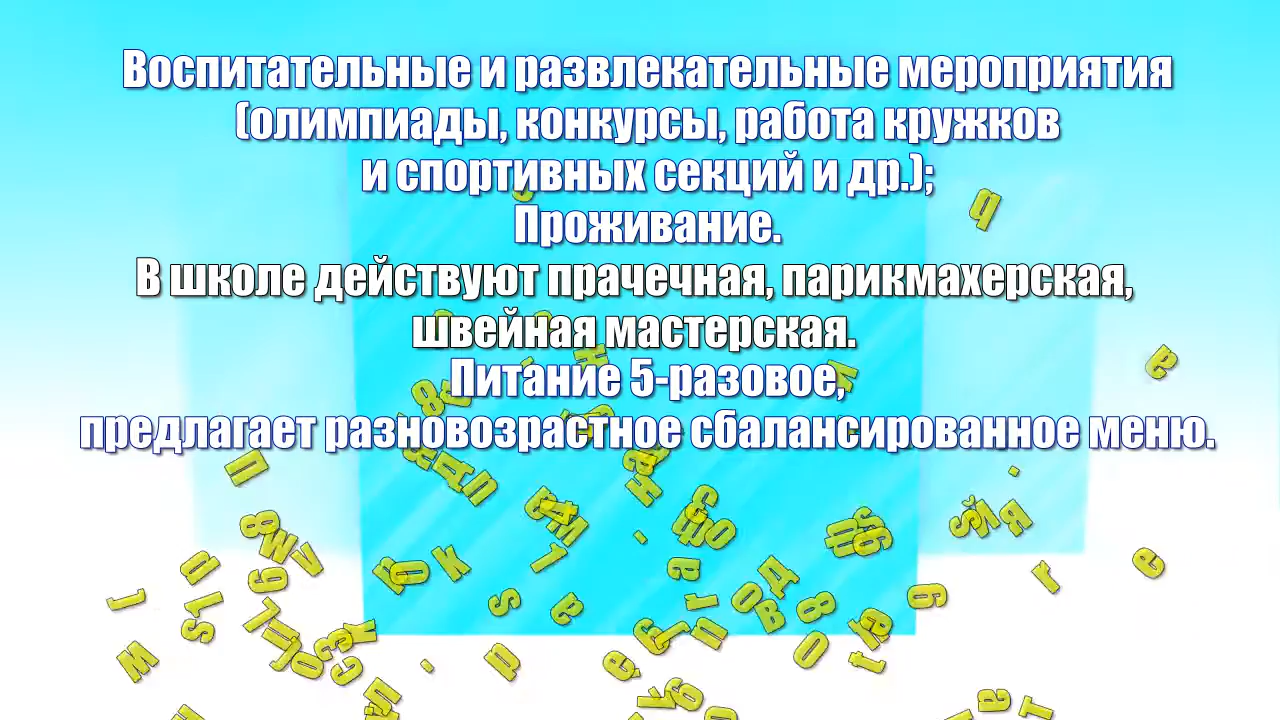 Воспитательные и развлекательные мероприятия
(олимпиады, конкурсы, работа кружков
и спортивных секций и др.);
Проживание.
В школе действуют прачечная, парикмахерская,
швейная мастерская.
Питание 5-разовое,
предлагает разновозрастное сбалансированное меню.